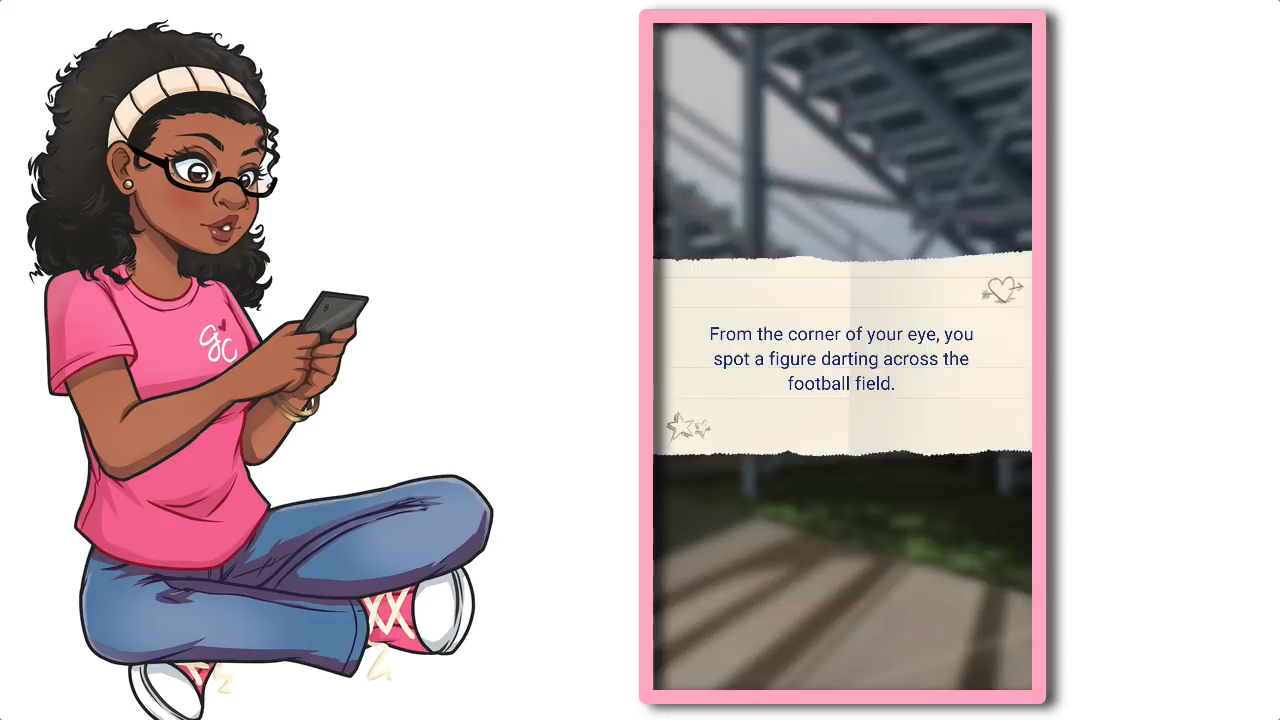 gc
From the corner of your eye, you
spot a figure darting across the
football field.